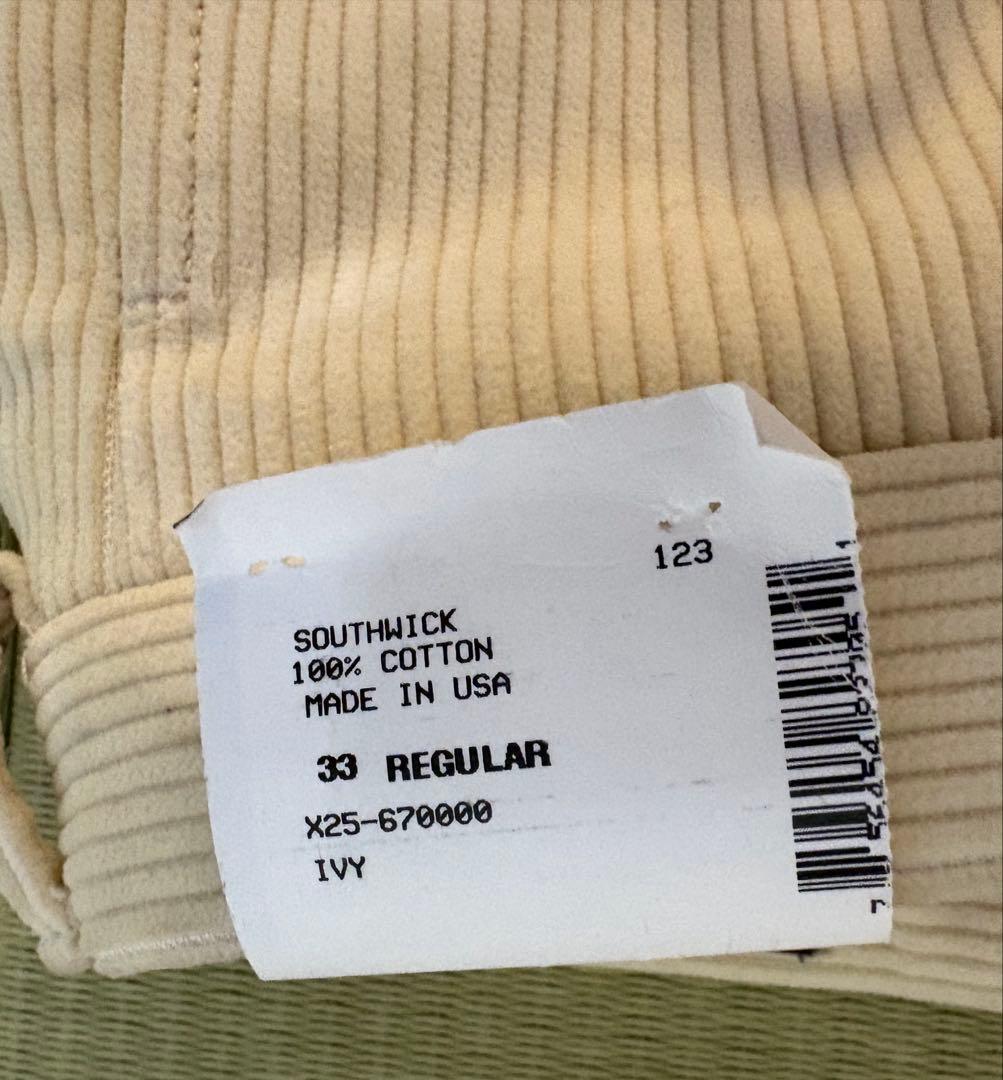 123
SOUTHWICK
100% COTTON
MADE IN USA
33 REGULAR
X25-670000
IVY